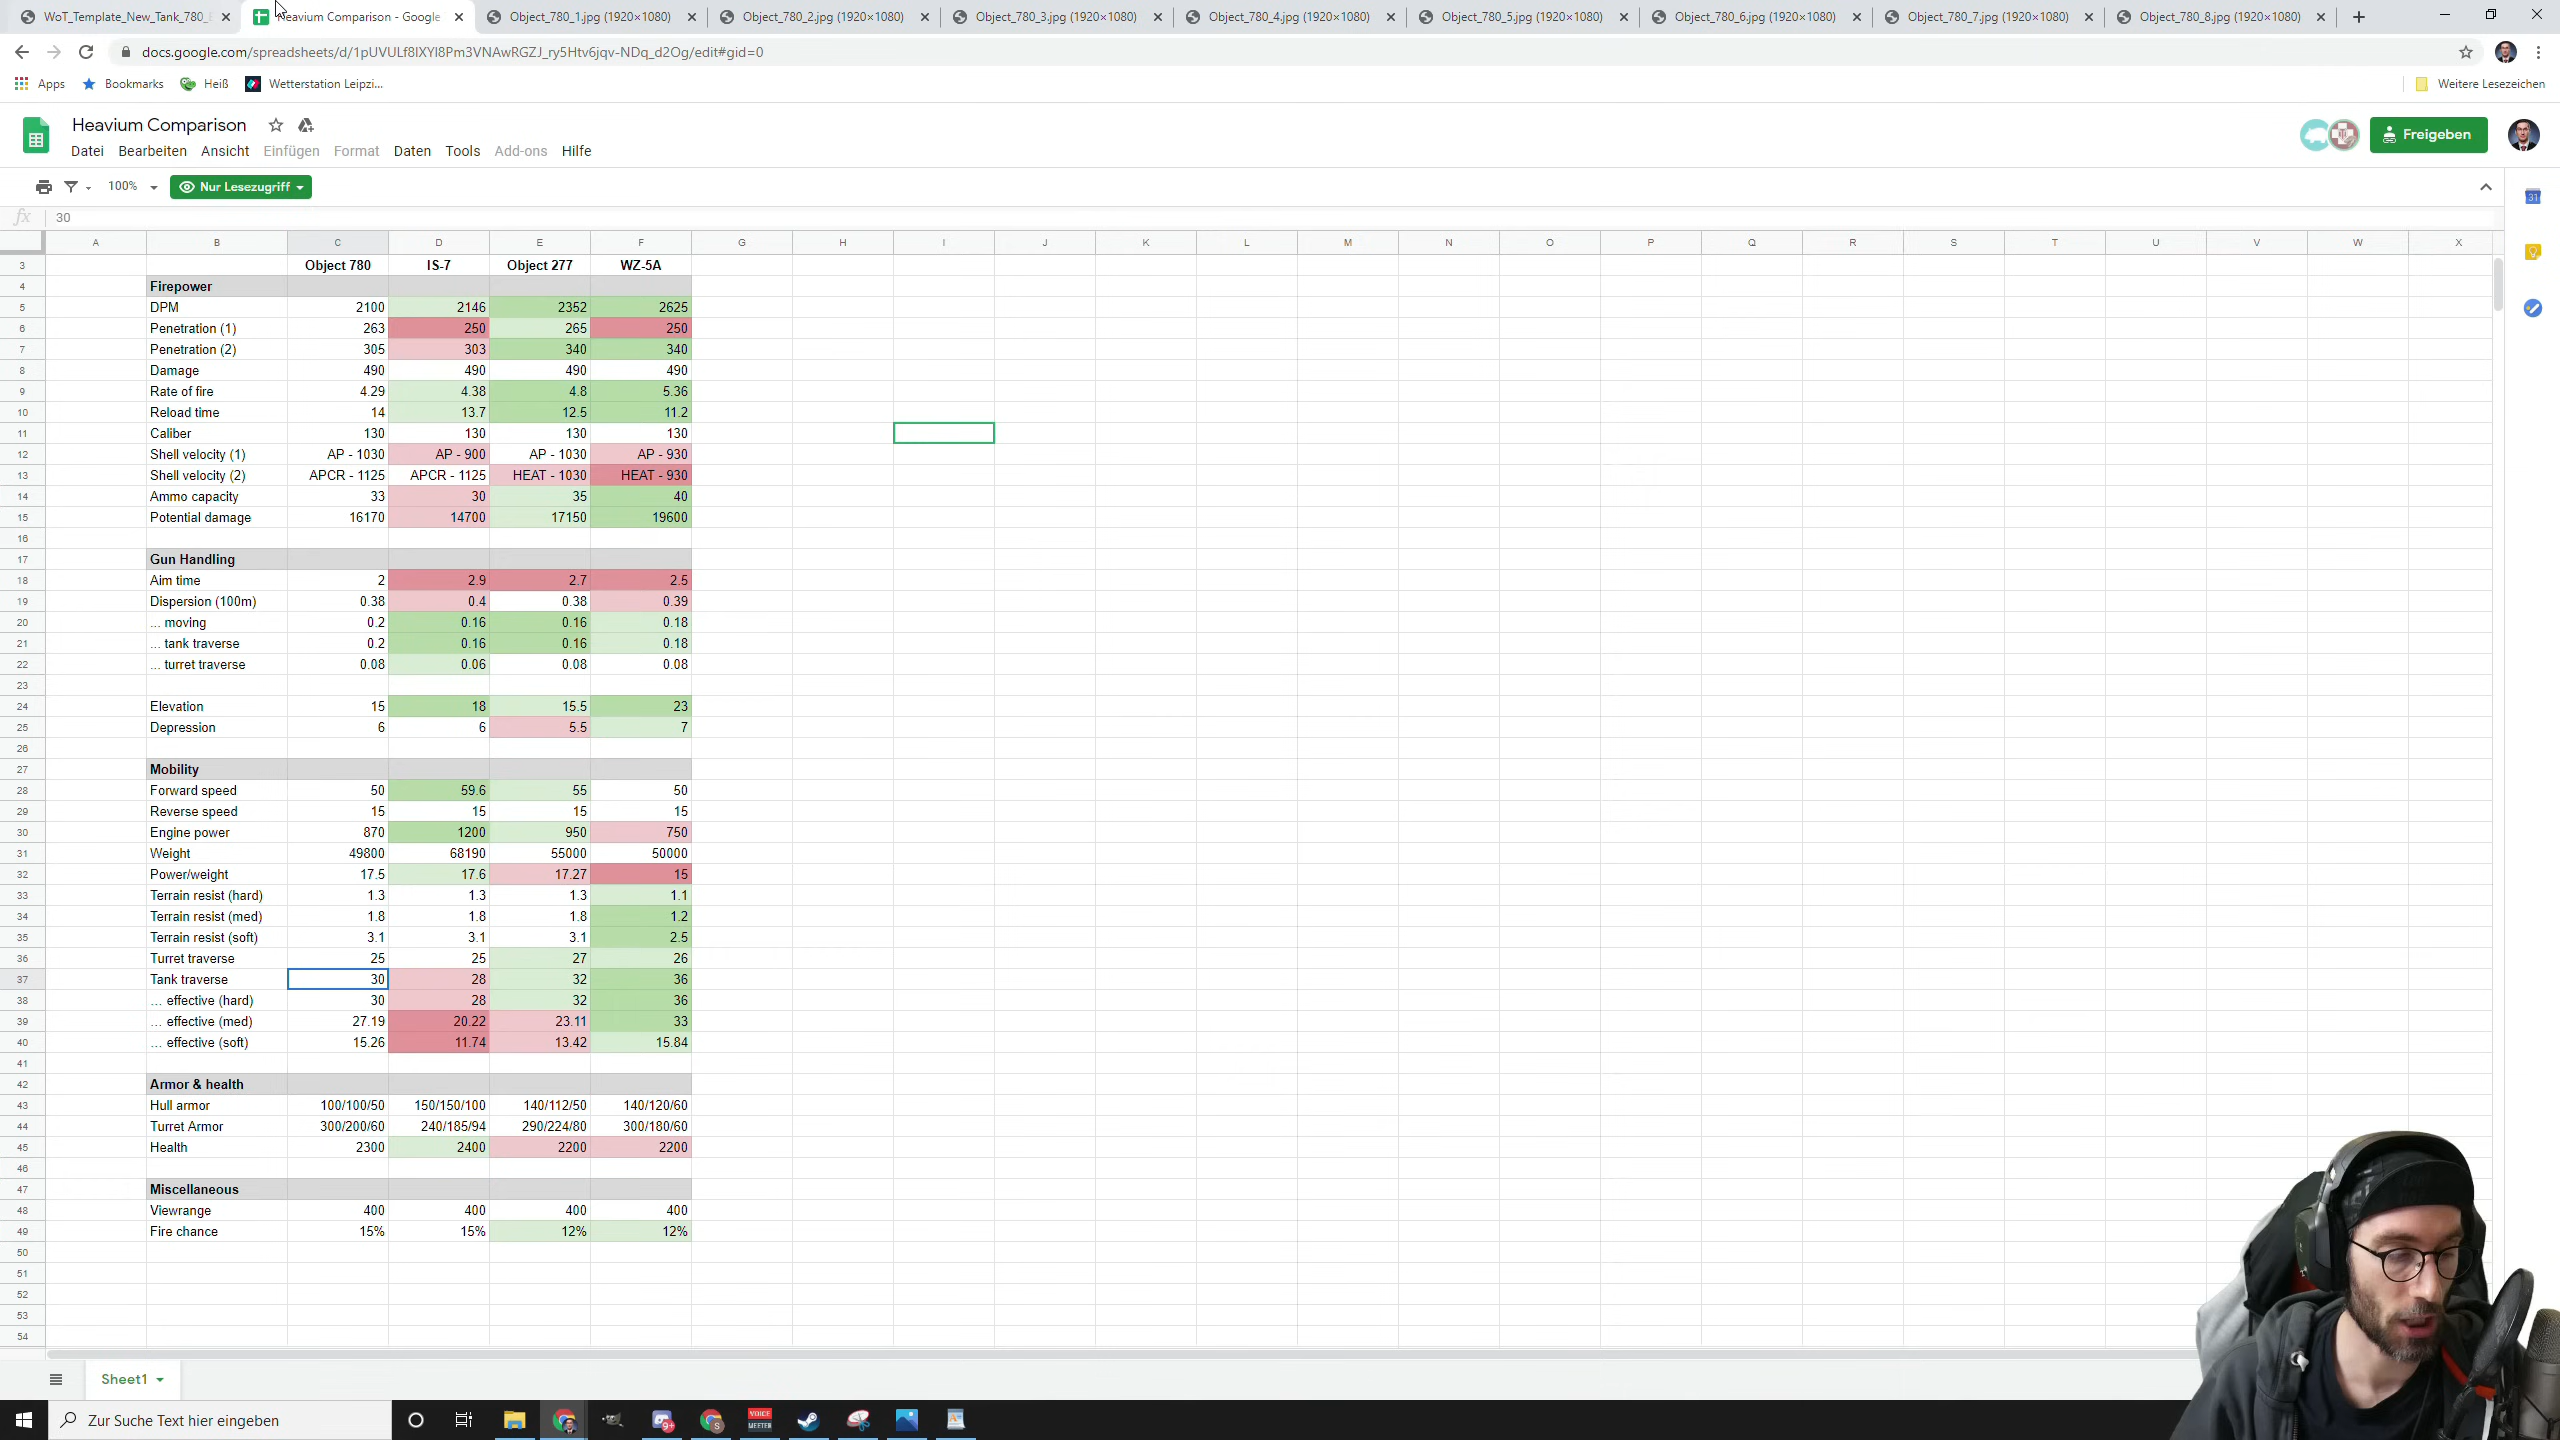 WoT_Template_New_Tank_780_ Heavium Comparison - Google Object_780_1.jpg (1920×1080) Object_780_2.jpg (1920×1080) Object_780_3.jpg (1920×1080) Object_780_4.jpg (1920×1080) Object_780_5.jpg (1920×1080) Object_780_6.jpg (1920×1080) Object_780_7.jpg (1920×1080) Object_780_8.jpg (1920×1080)
Apps Bookmarks Heiß Wetterstation Leipzi... Weitere Lesezeichen
Heavium Comparison
Datei Bearbeiten Ansicht Einfügen Format Daten Tools Add-ons Hilfe Freigeben
100% Nur Lesezugriff
fx 30
A B C D E F G H I J K L M N O P Q R S T U V W X
3 Object 780 IS-7 Object 277 WZ-5A
4 Firepower
5 DPM 2100 2146 2352 2625
6 Penetration (1) 263 250 265 250
7 Penetration (2) 305 303 340 340
8 Damage 490 490 490 490
9 Rate of fire 4.29 4.38 4.8 5.36
10 Reload time 14 13.7 12.5 11.2
11 Caliber 130 130 130 130
12 Shell velocity (1) AP - 1030 AP - 900 AP - 1030 AP - 930
13 Shell velocity (2) APCR - 1125 APCR - 1125 HEAT - 1030 HEAT - 930
14 Ammo capacity 33 30 35 40
15 Potential damage 16170 14700 17150 19600
16
17 Gun Handling
18 Aim time 2 2.9 2.7 2.5
19 Dispersion (100m) 0.38 0.4 0.38 0.39
20 ... moving 0.2 0.16 0.16 0.18
21 ... tank traverse 0.2 0.16 0.16 0.18
22 ... turret traverse 0.08 0.06 0.08 0.08
23
24 Elevation 15 18 15.5 23
25 Depression 6 6 5.5 7
26
27 Mobility
28 Forward speed 50 59.6 55 50
29 Reverse speed 15 15 15 15
30 Engine power 870 1200 950 750
31 Weight 49800 68190 55000 50000
32 Power/weight 17.5 17.6 17.27 15
33 Terrain resist (hard) 1.3 1.3 1.3 1.1
34 Terrain resist (med) 1.8 1.8 1.8 1.2
35 Terrain resist (soft) 3.1 3.1 3.1 2.5
36 Turret traverse 25 25 27 26
37 Tank traverse 30 28 32 36
38 ... effective (hard) 30 28 32 36
39 ... effective (med) 27.19 20.22 23.11 33
40 ... effective (soft) 15.26 11.74 13.42 15.84
41
42 Armor & health
43 Hull armor 100/100/50 150/150/100 140/112/50 140/120/60
44 Turret Armor 300/200/60 240/185/94 290/224/80 300/180/60
45 Health 2300 2400 2200 2200
46
47 Miscellaneous
48 Viewrange 400 400 400 400
49 Fire chance 15% 15% 12% 12%
50
51
52
53
54
Sheet1
Zur Suche Text hier eingeben 9+ VOICE MEETER